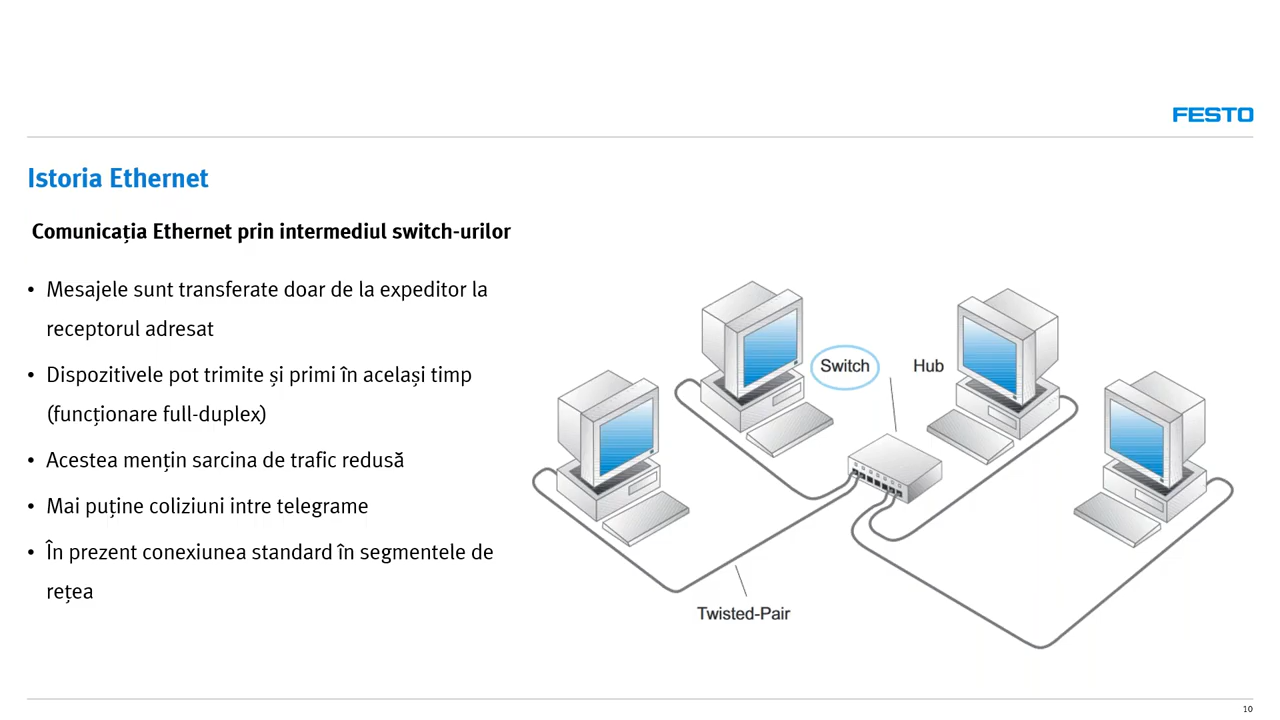 FESTO
Istoria Ethernet
Comunicația Ethernet prin intermediul switch-urilor
• Mesajele sunt transferate doar de la expeditor la
receptorul adresat
• Dispozitivele pot trimite și primi în același timp
(funcționare full-duplex)
• Acestea mențin sarcina de trafic redusă
• Mai puține coliziuni intre telegrame
• În prezent conexiunea standard în segmentele de
rețea
Switch
Hub
Twisted-Pair
10